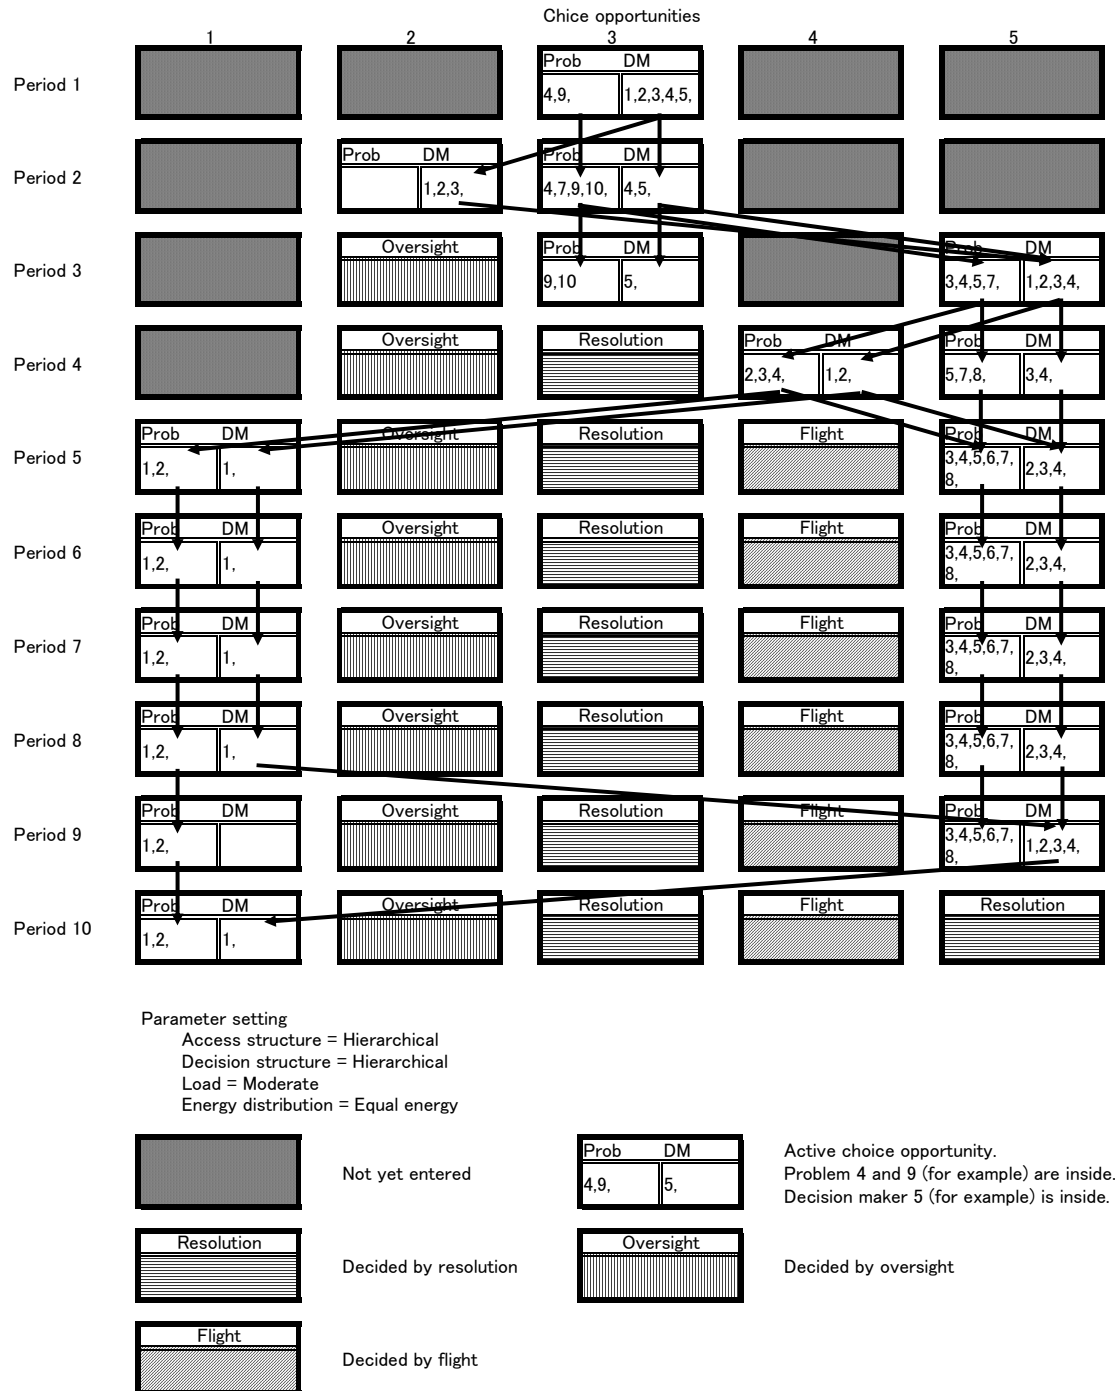 Chice opportunities
1 2 3 4 5
Period 1
Prob DM
4,9, 1,2,3,4,5,
Period 2
Prob DM
1,2,3,
Prob DM
4,7,9,10, 4,5,
Period 3
Oversight
Prob DM
9,10 5,
Prob DM
3,4,5,7, 1,2,3,4,
Period 4
Oversight
Resolution
Prob DM
2,3,4, 1,2,
Prob DM
5,7,8, 3,4,
Period 5
Prob DM
1,2, 1,
Oversight
Resolution
Flight
Prob DM
3,4,5,6,7, 2,3,4,
8,
Period 6
Prob DM
1,2, 1,
Oversight
Resolution
Flight
Prob DM
3,4,5,6,7, 2,3,4,
8,
Period 7
Prob DM
1,2, 1,
Oversight
Resolution
Flight
Prob DM
3,4,5,6,7, 2,3,4,
8,
Period 8
Prob DM
1,2, 1,
Oversight
Resolution
Flight
Prob DM
3,4,5,6,7, 2,3,4,
8,
Period 9
Prob DM
1,2,
Oversight
Resolution
Flight
Prob DM
3,4,5,6,7, 1,2,3,4,
8,
Period 10
Prob DM
1,2, 1,
Oversight
Resolution
Flight
Resolution
Parameter setting
Access structure = Hierarchical
Decision structure = Hierarchical
Load = Moderate
Energy distribution = Equal energy
Not yet entered
Prob DM
4,9, 5,
Active choice opportunity.
Problem 4 and 9 (for example) are inside.
Decision maker 5 (for example) is inside.
Resolution
Decided by resolution
Oversight
Decided by oversight
Flight
Decided by flight